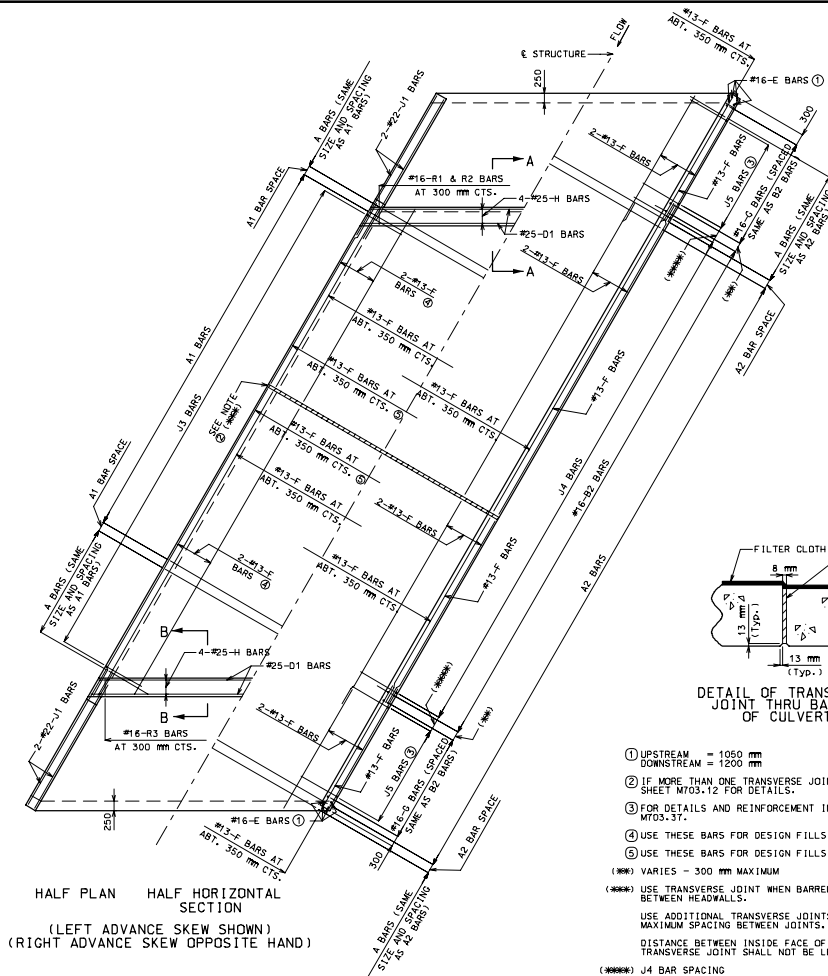 #13-F BARS AT
ABT. 350 mm CTS.
FLOW
℄ STRUCTURE
#16-E BARS ①
250
300
A BARS (SAME
SIZE AND SPACING
AS A1 BARS)
2-#22-J1 BARS
2-#13-F BARS
#13-F BARS
J5 BARS ③
#16-G BARS (SPACED
SAME AS B2 BARS)
A BARS (SAME
SIZE AND SPACING
AS A2 BARS)
A
A1 BAR SPACE
#16-R1 & R2 BARS
AT 300 mm CTS.
4-#25-H BARS
#25-D1 BARS
A
2-#13-F BARS
(****)
(**)
A2 BAR SPACE
2-#13-F
BARS ④
A1 BARS
J3 BARS
#13-F BARS AT
ABT. 350 mm CTS.
#13-F BARS AT
ABT. 350 mm CTS. ⑤
#13-F BARS AT
ABT. 350 mm CTS.
#13-F BARS
SEE NOTE
② (***)
#13-F BARS AT
ABT. 350 mm CTS. ⑤
#13-F BARS AT
ABT. 350 mm CTS.
J4 BARS
#16-B2 BARS
A2 BARS
A1 BAR SPACE
2-#13-F BARS
2-#13-F
BARS ④
#13-F BARS AT
ABT. 350 mm CTS.
#13-F BARS
A BARS (SAME
SIZE AND SPACING
AS A1 BARS)
B
4-#25-H BARS
#25-D1 BARS
B
#16-R3 BARS
AT 300 mm CTS.
2-#22-J1 BARS
2-#13-F BARS
(****)
(**)
#13-F BARS
J5 BARS ③
#16-G BARS (SPACED
SAME AS B2 BARS)
A2 BAR SPACE
250
#16-E BARS ①
#13-F BARS AT
ABT. 350 mm CTS.
300
A BARS (SAME
SIZE AND SPACING
AS A2 BARS)
HALF PLAN HALF HORIZONTAL
SECTION
(LEFT ADVANCE SKEW SHOWN)
(RIGHT ADVANCE SKEW OPPOSITE HAND)
FILTER CLOTH
8 mm
13 mm
(Typ.)
13 mm
(Typ.)
DETAIL OF
JOINT THRU
OF CULVERT
① UPSTREAM = 1050 mm
DOWNSTREAM = 1200 mm
② IF MORE THAN ONE TRANSVERSE
SHEET M703.12 FOR DETAILS.
③ FOR DETAILS AND REINFORCEMENT
M703.37.
④ USE THESE BARS FOR DESIGN FILLS
⑤ USE THESE BARS FOR DESIGN FILLS
(**) VARIES - 300 mm MAXIMUM
(***) USE TRANSVERSE JOINT WHEN
BETWEEN HEADWALLS.
USE ADDITIONAL TRANSVERSE
MAXIMUM SPACING BETWEEN JOINTS.
DISTANCE BETWEEN INSIDE FACE OF
TRANSVERSE JOINT SHALL NOT BE
(****) J4 BAR SPACING